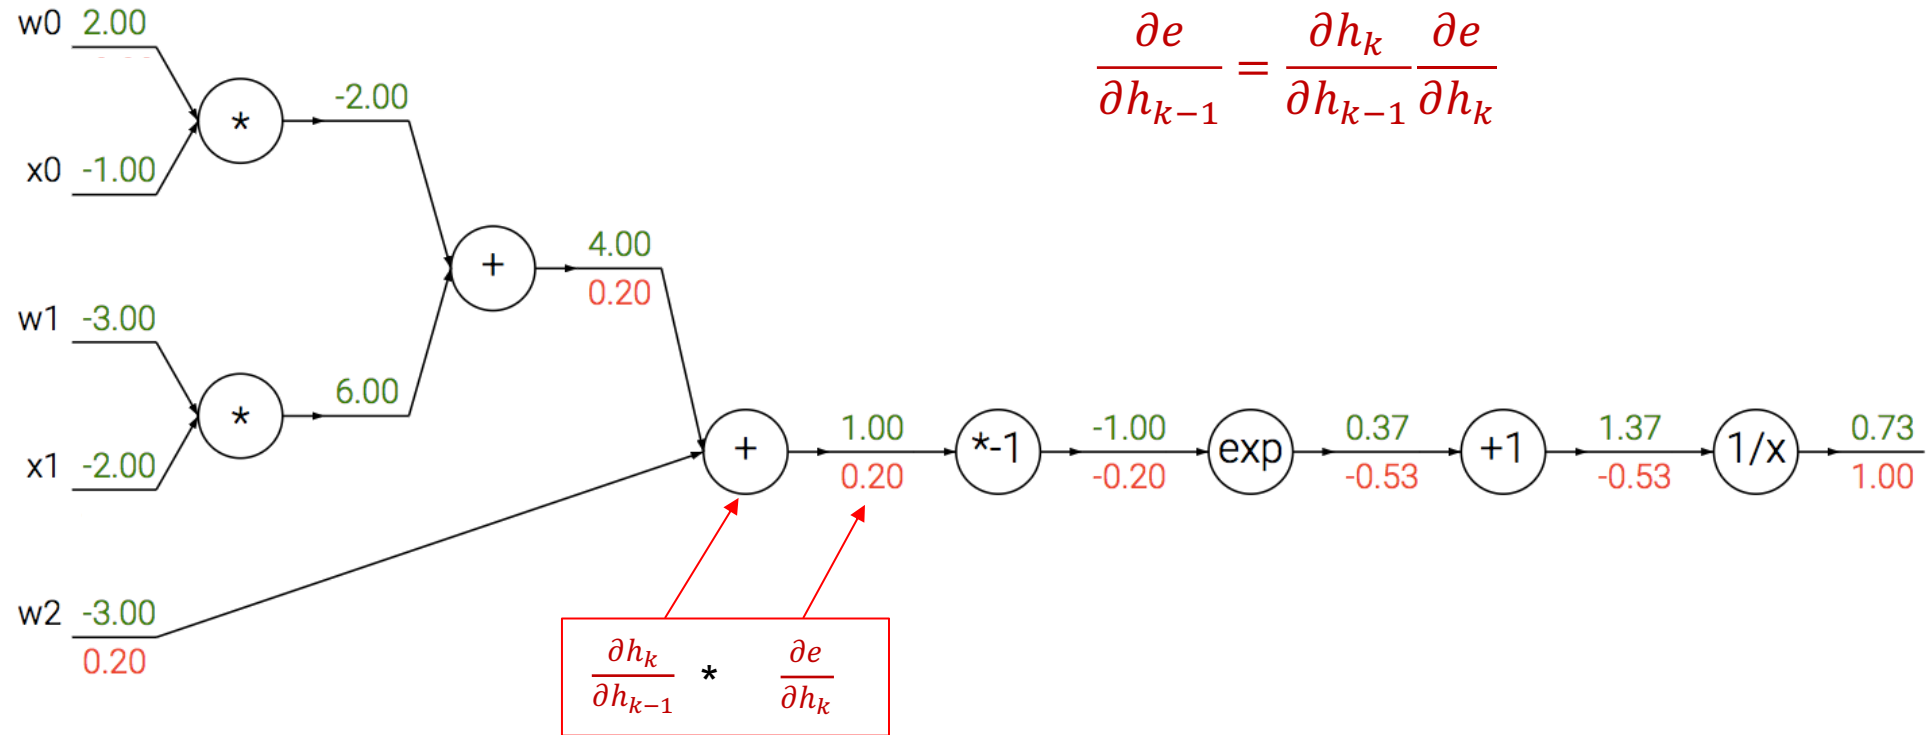 w0 2.00
∂e/∂h_{k−1} = ∂h_k/∂h_{k−1} ∂e/∂h_k
* -2.00
x0 -1.00
+ 4.00
0.20
w1 -3.00
* 6.00
x1 -2.00
+ 1.00 *-1 -1.00 exp 0.37 +1 1.37 1/x 0.73
0.20 -0.20 -0.53 -0.53 1.00
w2 -3.00
0.20
∂h_k/∂h_{k−1} * ∂e/∂h_k